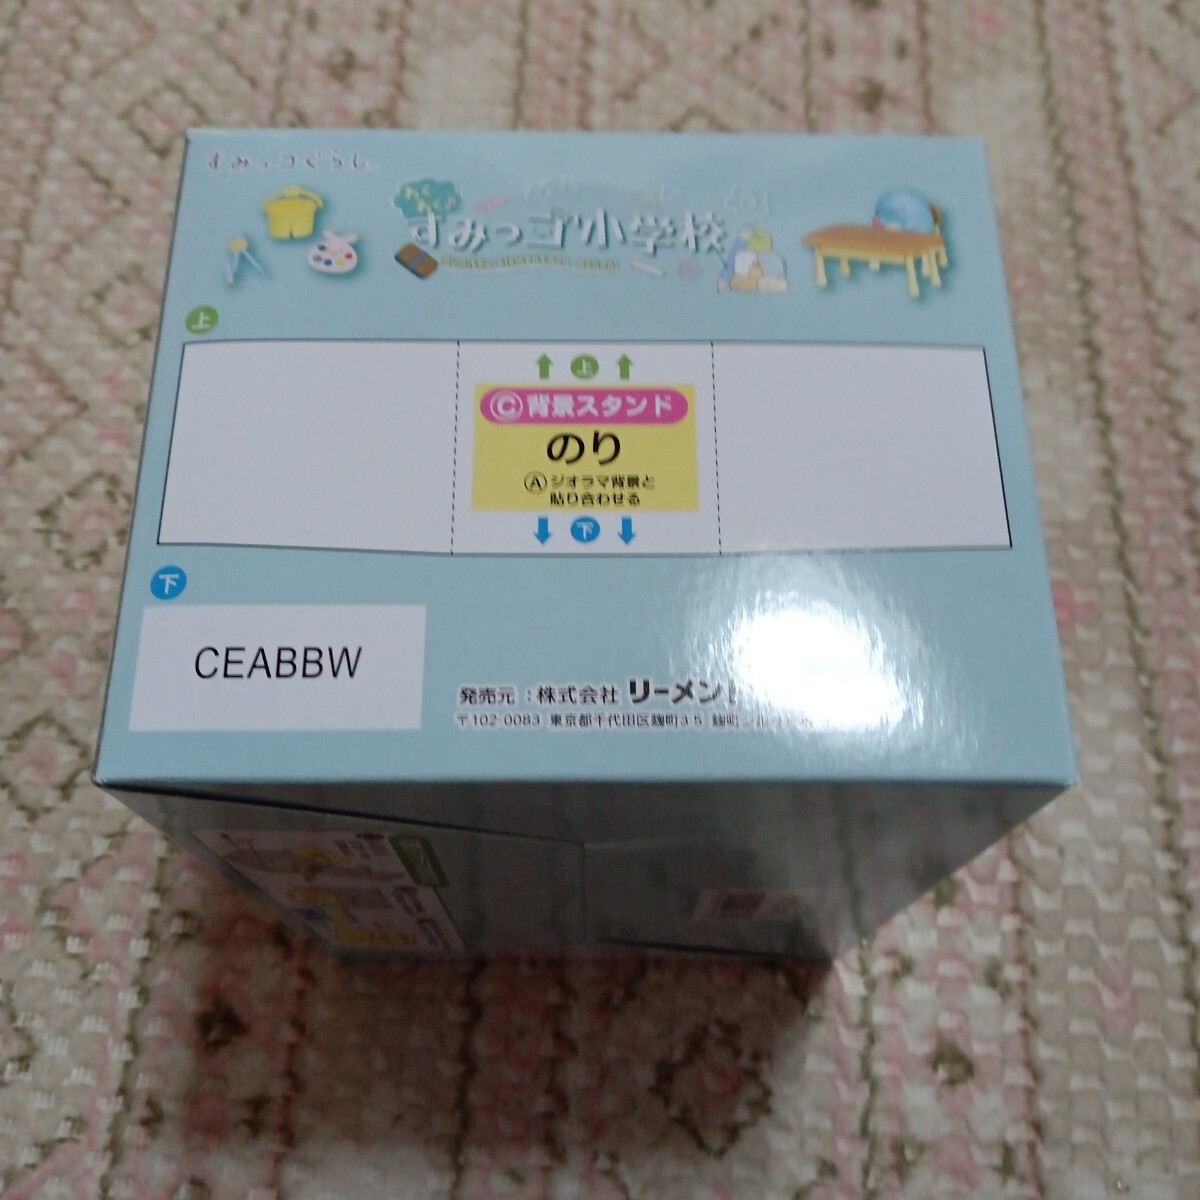 すみっコぐらし
わくわく♪
すみっコ小学校
上
上
Ⓒ背景スタンド
のり
Ⓐジオラマ背景と
貼り合わせる
下
下
CEABBW
発売元：株式会社 リーメン
〒102-0083 東京都千代田区麹町3-5